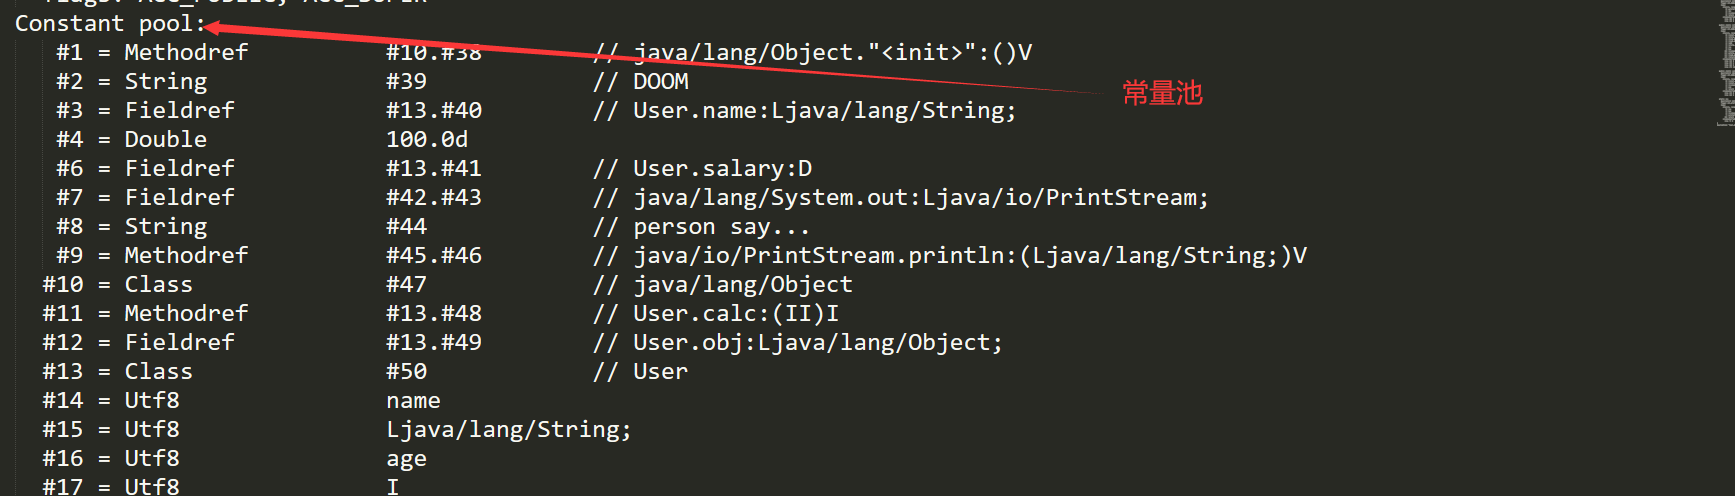 Constant pool:
#1 = Methodref #10.#38 // java/lang/Object."<init>":()V
#2 = String #39 // DOOM
#3 = Fieldref #13.#40 // User.name:Ljava/lang/String;
常量池
#4 = Double 100.0d
#6 = Fieldref #13.#41 // User.salary:D
#7 = Fieldref #42.#43 // java/lang/System.out:Ljava/io/PrintStream;
#8 = String #44 // person say...
#9 = Methodref #45.#46 // java/io/PrintStream.println:(Ljava/lang/String;)V
#10 = Class #47 // java/lang/Object
#11 = Methodref #13.#48 // User.calc:(II)I
#12 = Fieldref #13.#49 // User.obj:Ljava/lang/Object;
#13 = Class #50 // User
#14 = Utf8 name
#15 = Utf8 Ljava/lang/String;
#16 = Utf8 age
#17 = Utf8 I